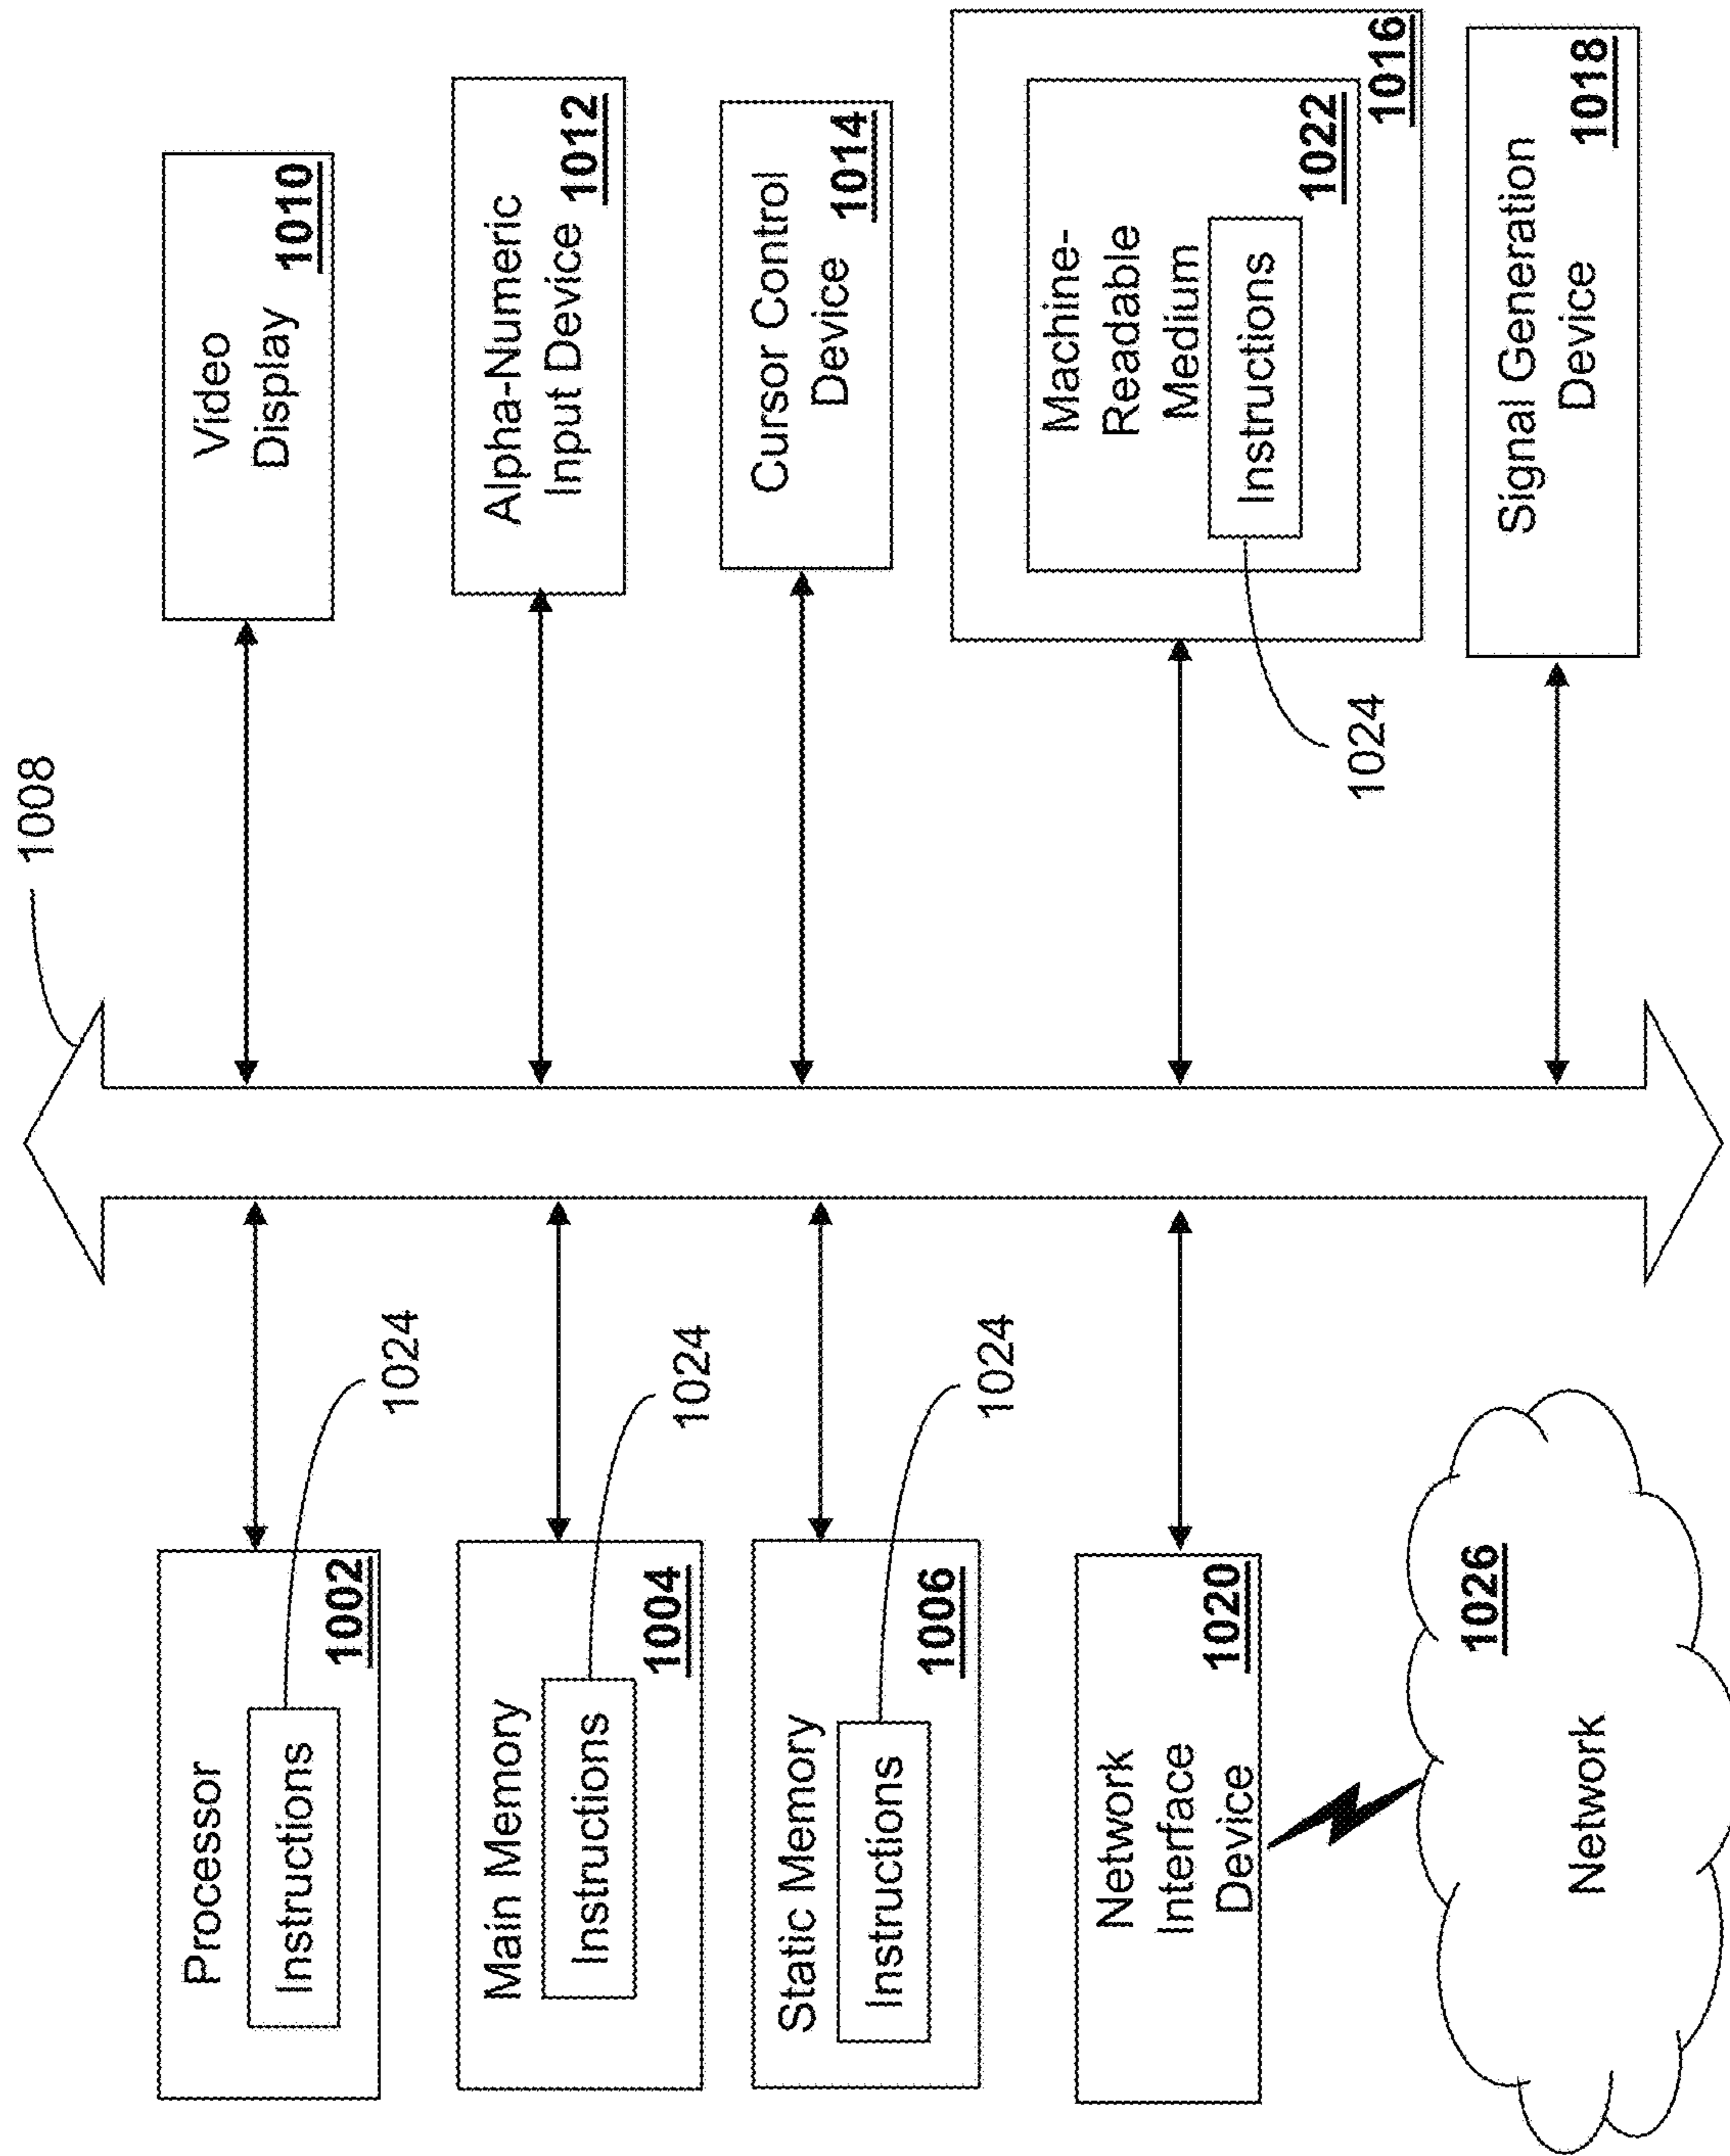 1008
Processor
Instructions
1002
1024
Main Memory
Instructions
1004
1024
Static Memory
Instructions
1006
1024
Network
Interface
Device
1020
1026
Network
Video
Display
1010
Alpha-Numeric
Input Device 1012
Cursor Control
Device 1014
Machine-
Readable
Medium
Instructions
1022
1016
1024
Signal Generation
Device 1018